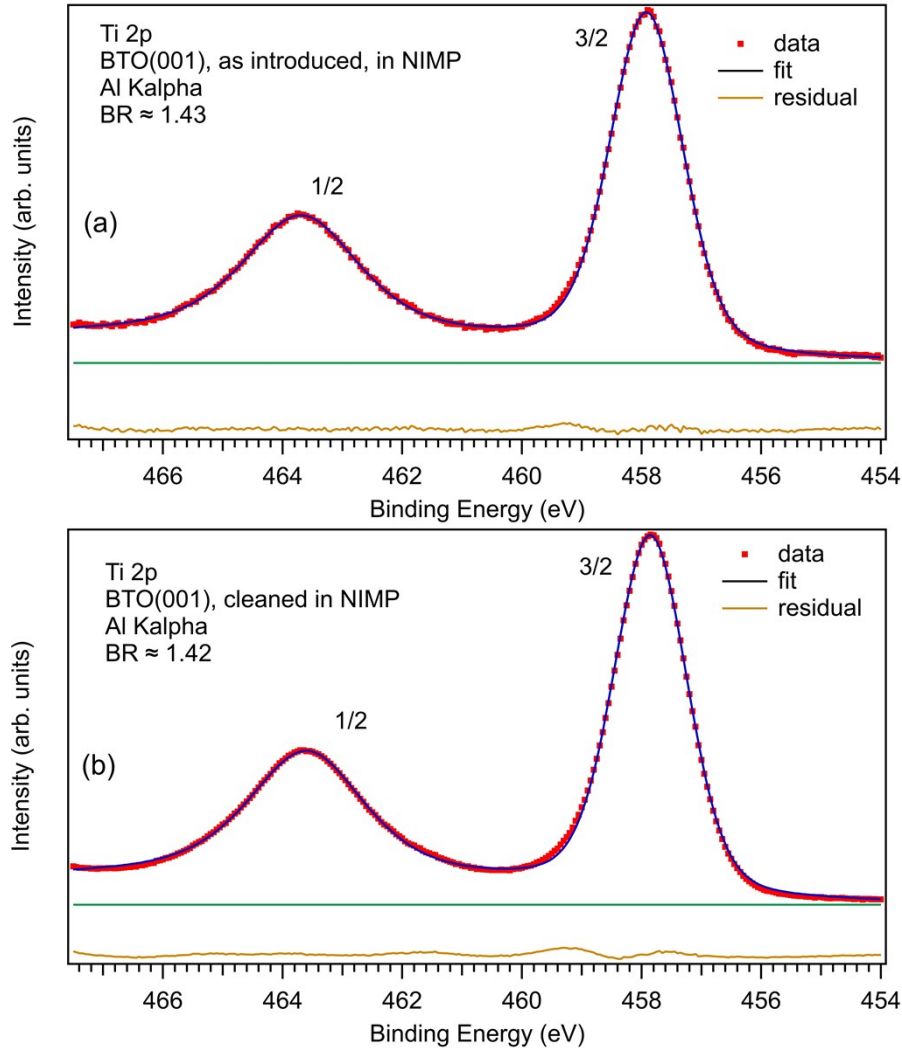 Ti 2p
BTO(001), as introduced, in NIMP
Al Kalpha
BR ≈ 1.43
3/2
data
fit
residual
1/2
(a)
Intensity (arb. units)
466 464 462 460 458 456 454
Binding Energy (eV)
Ti 2p
BTO(001), cleaned in NIMP
Al Kalpha
BR ≈ 1.42
3/2
data
fit
residual
1/2
(b)
Intensity (arb. units)
466 464 462 460 458 456 454
Binding Energy (eV)